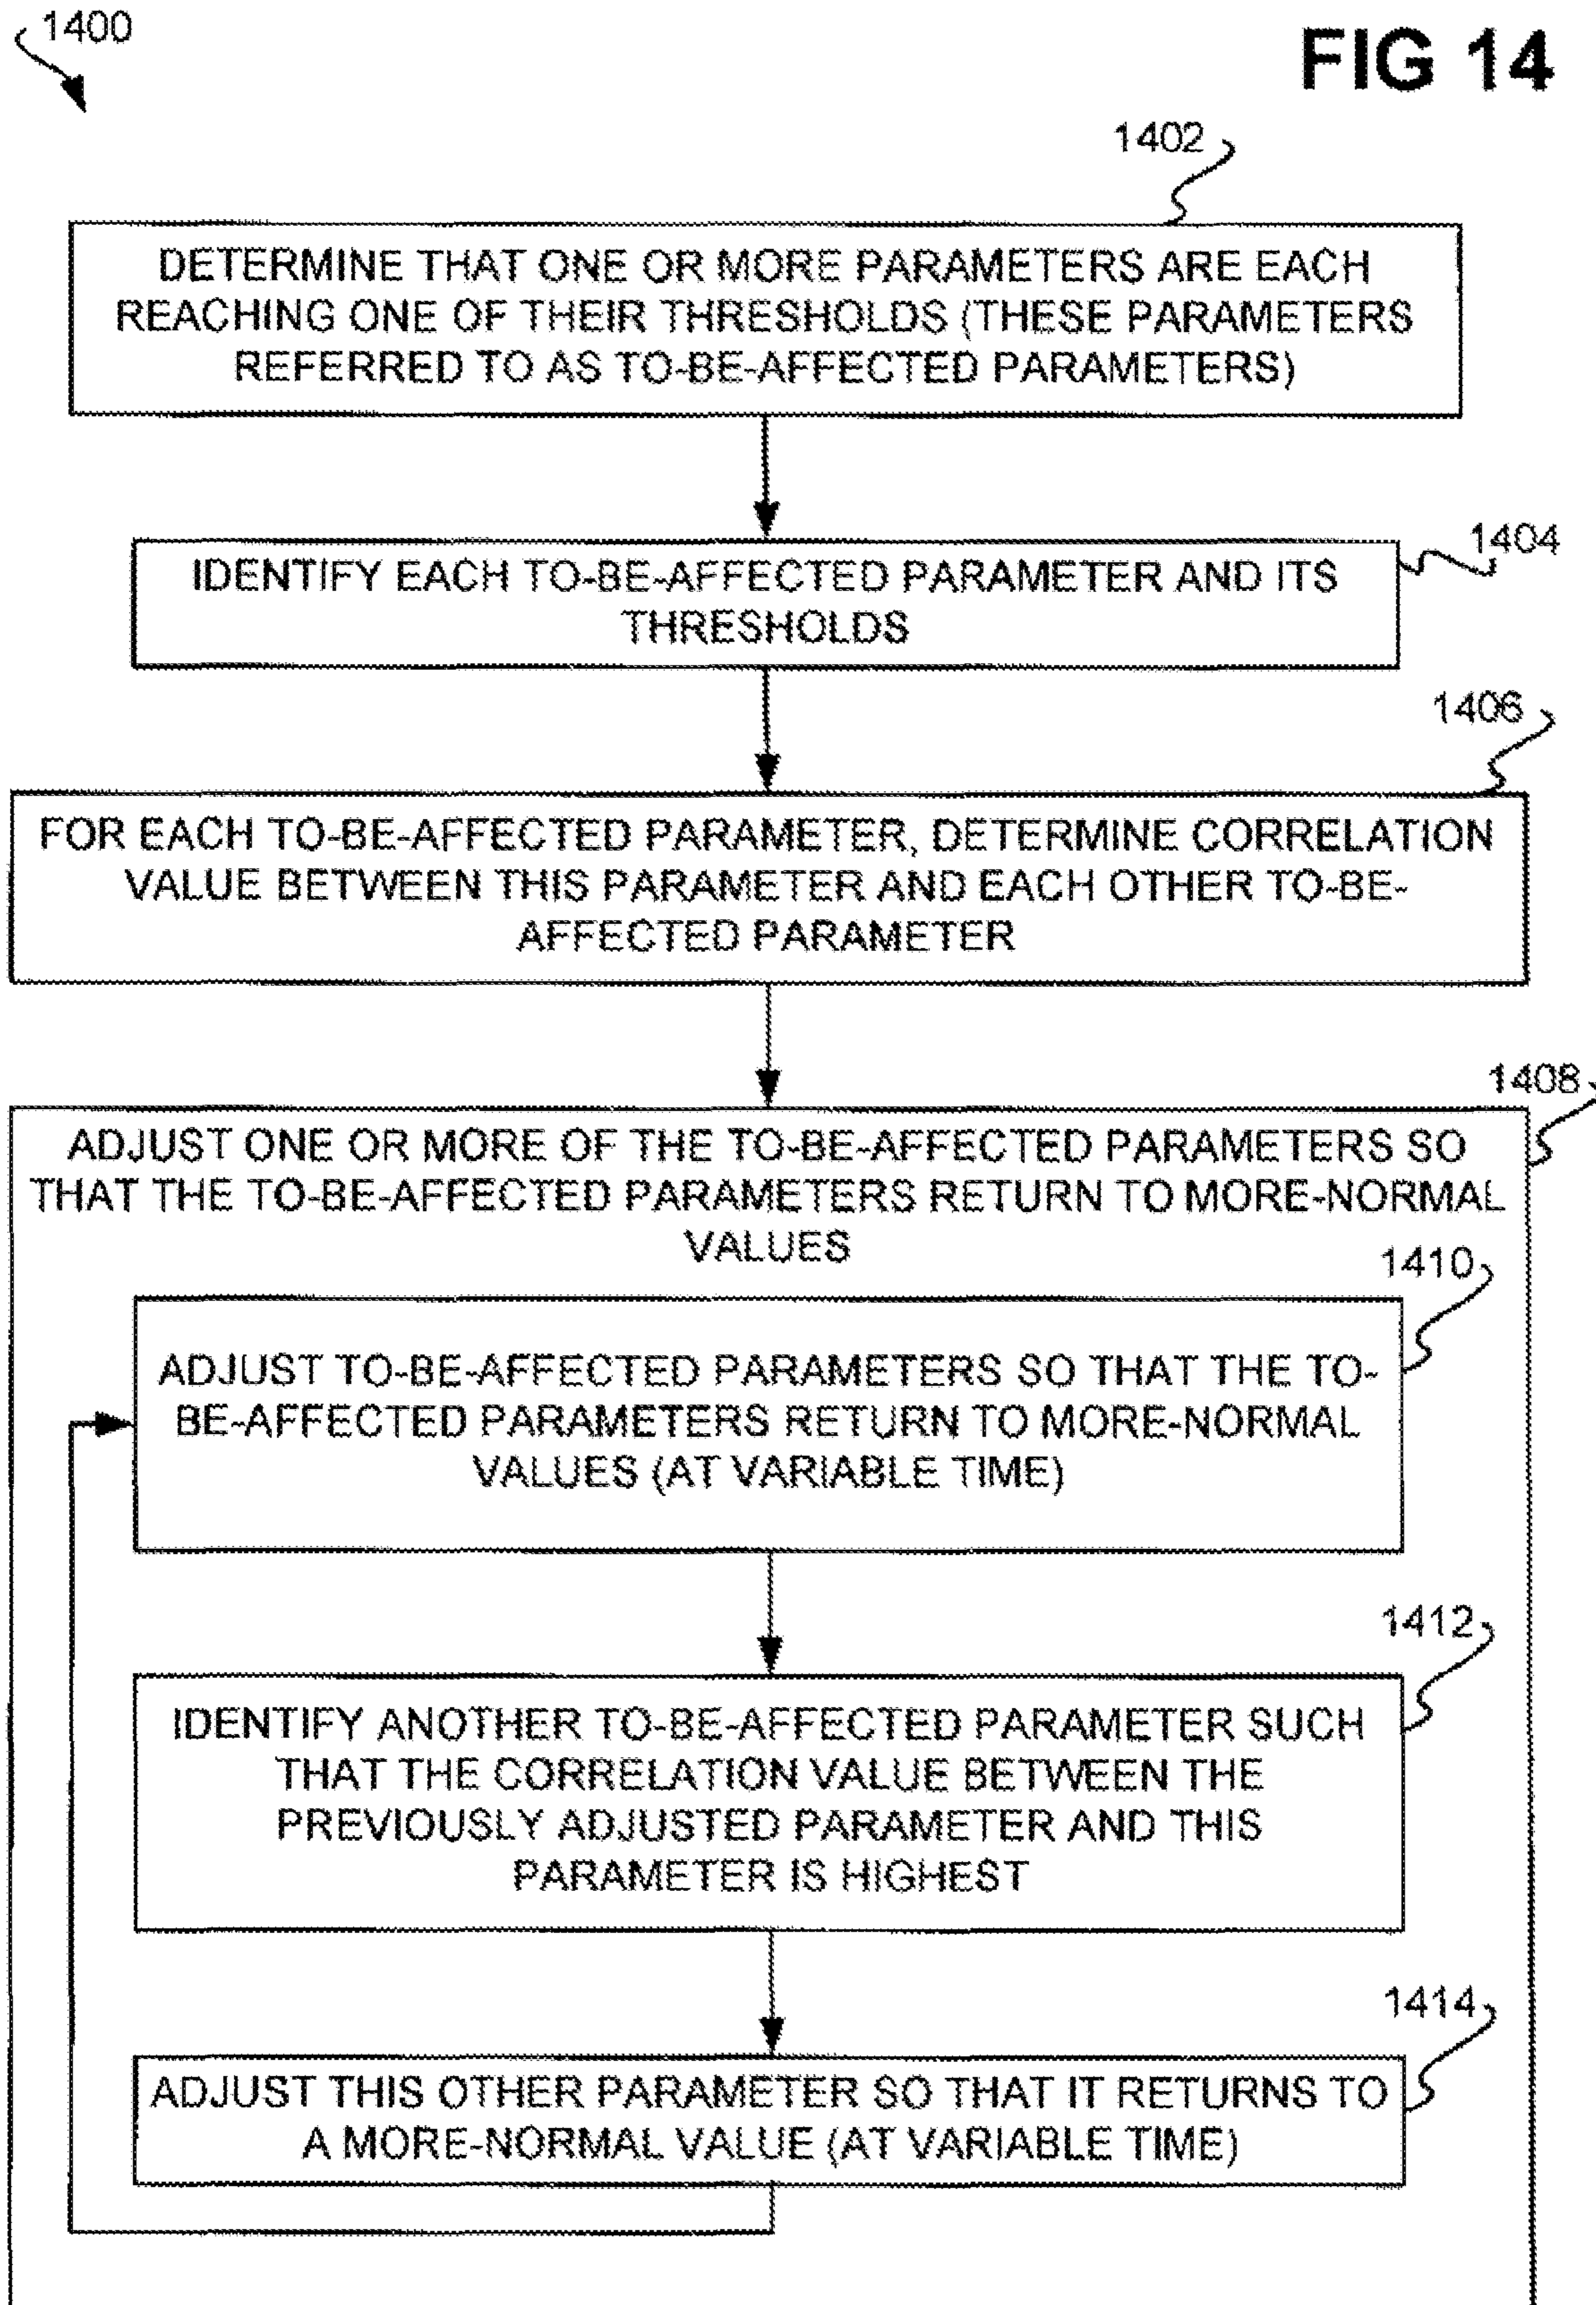 1400
FIG 14
1402
DETERMINE THAT ONE OR MORE PARAMETERS ARE EACH
REACHING ONE OF THEIR THRESHOLDS (THESE PARAMETERS
REFERRED TO AS TO-BE-AFFECTED PARAMETERS)
1404
IDENTIFY EACH TO-BE-AFFECTED PARAMETER AND ITS
THRESHOLDS
1406
FOR EACH TO-BE-AFFECTED PARAMETER, DETERMINE CORRELATION
VALUE BETWEEN THIS PARAMETER AND EACH OTHER TO-BE-
AFFECTED PARAMETER
1408
ADJUST ONE OR MORE OF THE TO-BE-AFFECTED PARAMETERS SO
THAT THE TO-BE-AFFECTED PARAMETERS RETURN TO MORE-NORMAL
VALUES
1410
ADJUST TO-BE-AFFECTED PARAMETERS SO THAT THE TO-
BE-AFFECTED PARAMETERS RETURN TO MORE-NORMAL
VALUES (AT VARIABLE TIME)
1412
IDENTIFY ANOTHER TO-BE-AFFECTED PARAMETER SUCH
THAT THE CORRELATION VALUE BETWEEN THE
PREVIOUSLY ADJUSTED PARAMETER AND THIS
PARAMETER IS HIGHEST
1414
ADJUST THIS OTHER PARAMETER SO THAT IT RETURNS TO
A MORE-NORMAL VALUE (AT VARIABLE TIME)